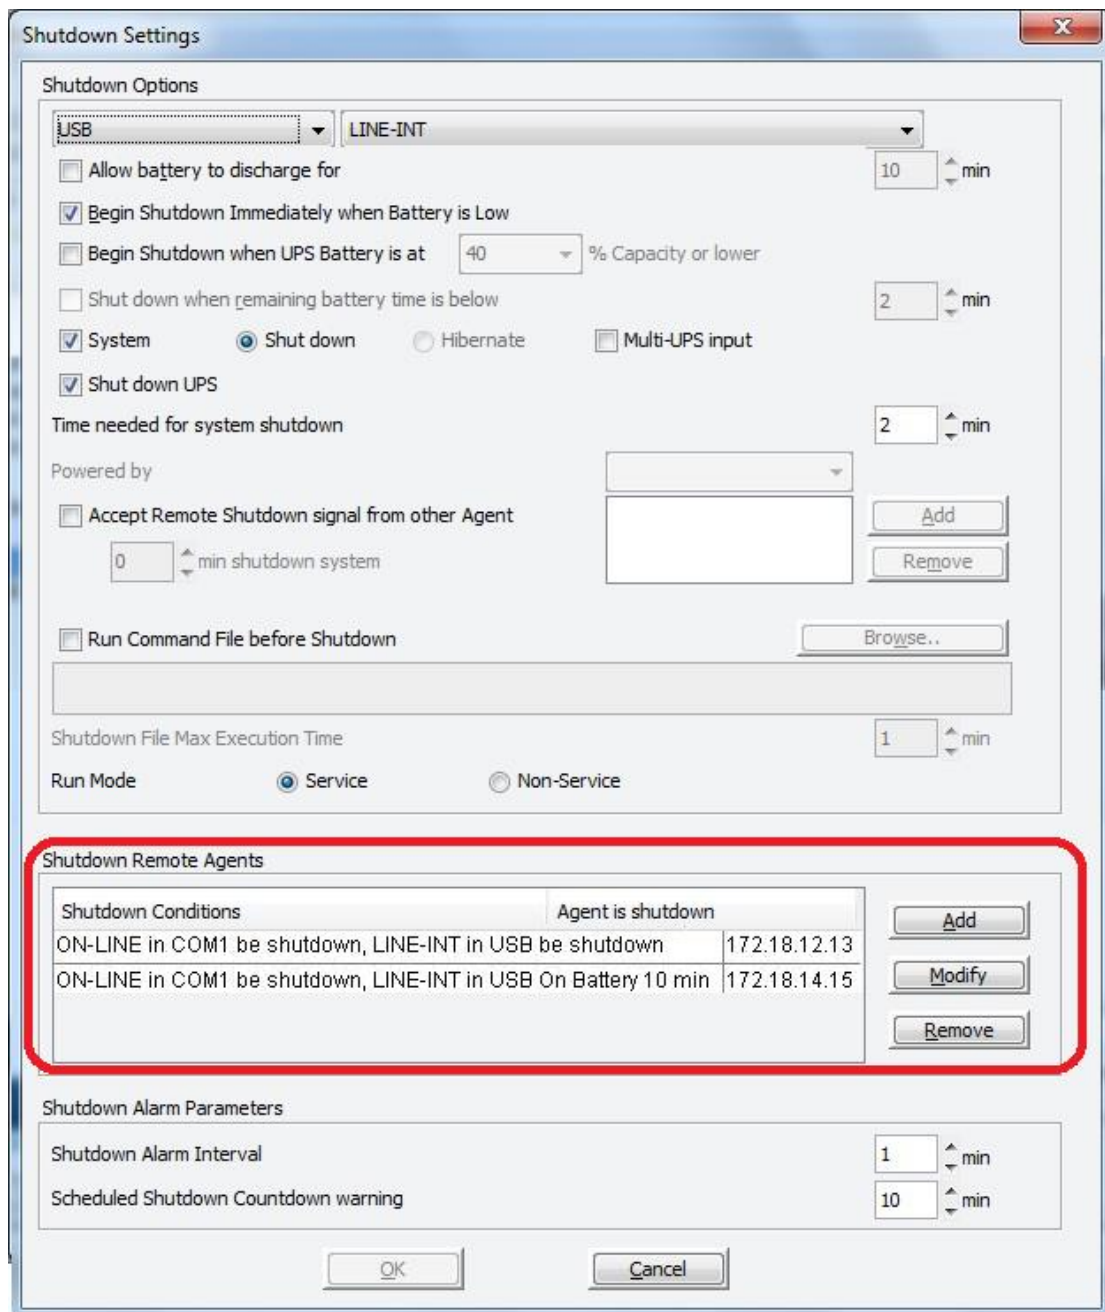 Shutdown Settings
Shutdown Options
USB LINE-INT
Allow battery to discharge for 10 min
Begin Shutdown Immediately when Battery is Low
Begin Shutdown when UPS Battery is at 40 % Capacity or lower
Shut down when remaining battery time is below 2 min
System Shut down Hibernate Multi-UPS input
Shut down UPS
Time needed for system shutdown 2 min
Powered by
Accept Remote Shutdown signal from other Agent Add
0 min shutdown system Remove
Run Command File before Shutdown Browse..
Shutdown File Max Execution Time 1 min
Run Mode Service Non-Service
Shutdown Remote Agents
Shutdown Conditions Agent is shutdown Add
ON-LINE in COM1 be shutdown, LINE-INT in USB be shutdown 172.18.12.13
ON-LINE in COM1 be shutdown, LINE-INT in USB On Battery 10 min 172.18.14.15 Modify
Remove
Shutdown Alarm Parameters
Shutdown Alarm Interval 1 min
Scheduled Shutdown Countdown warning 10 min
OK Cancel